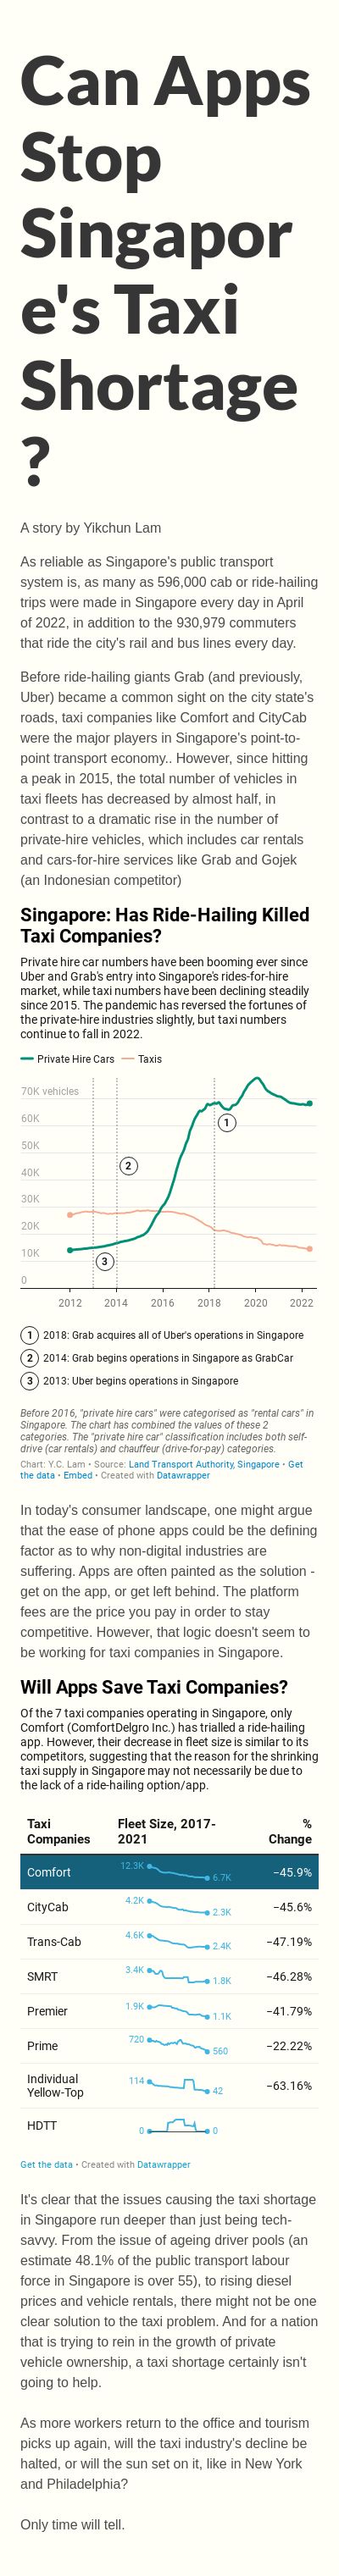 Can Apps
Stop
Singapor
e's Taxi
Shortage
?
A story by Yikchun Lam
As reliable as Singapore's public transport
system is, as many as 596,000 cab or ride-hailing
trips were made in Singapore every day in April
of 2022, in addition to the 930,979 commuters
that ride the city's rail and bus lines every day.
Before ride-hailing giants Grab (and previously,
Uber) became a common sight on the city state's
roads, taxi companies like Comfort and CityCab
were the major players in Singapore's point-to-
point transport economy.. However, since hitting
a peak in 2015, the total number of vehicles in
taxi fleets has decreased by almost half, in
contrast to a dramatic rise in the number of
private-hire vehicles, which includes car rentals
and cars-for-hire services like Grab and Gojek
(an Indonesian competitor)
Singapore: Has Ride-Hailing Killed
Taxi Companies?
Private hire car numbers have been booming ever since
Uber and Grab's entry into Singapore's rides-for-hire
market, while taxi numbers have been declining steadily
since 2015. The pandemic has reversed the fortunes of
the private-hire industries slightly, but taxi numbers
continue to fall in 2022.
Private Hire Cars Taxis
70K vehicles
60K
1
50K
2
40K
30K
20K
10K
3
0
2012 2014 2016 2018 2020 2022
1 2018: Grab acquires all of Uber's operations in Singapore
2 2014: Grab begins operations in Singapore as GrabCar
3 2013: Uber begins operations in Singapore
Before 2016, "private hire cars" were categorised as "rental cars" in
Singapore. The chart has combined the values of these 2
categories. The "private hire car" classification includes both self-
drive (car rentals) and chauffeur (drive-for-pay) categories.
Chart: Y.C. Lam • Source: Land Transport Authority, Singapore • Get
the data • Embed • Created with Datawrapper
In today's consumer landscape, one might argue
that the ease of phone apps could be the defining
factor as to why non-digital industries are
suffering. Apps are often painted as the solution -
get on the app, or get left behind. The platform
fees are the price you pay in order to stay
competitive. However, that logic doesn't seem to
be working for taxi companies in Singapore.
Will Apps Save Taxi Companies?
Of the 7 taxi companies operating in Singapore, only
Comfort (ComfortDelgro Inc.) has trialled a ride-hailing
app. However, their decrease in fleet size is similar to its
competitors, suggesting that the reason for the shrinking
taxi supply in Singapore may not necessarily be due to
the lack of a ride-hailing option/app.
Taxi Companies Fleet Size, 2017-2021 % Change
Comfort 12.3K 6.7K −45.9%
CityCab 4.2K 2.3K −45.6%
Trans-Cab 4.6K 2.4K −47.19%
SMRT 3.4K 1.8K −46.28%
Premier 1.9K 1.1K −41.79%
Prime 720 560 −22.22%
Individual Yellow-Top 114 42 −63.16%
HDTT 0 0
Get the data • Created with Datawrapper
It's clear that the issues causing the taxi shortage
in Singapore run deeper than just being tech-
savvy. From the issue of ageing driver pools (an
estimate 48.1% of the public transport labour
force in Singapore is over 55), to rising diesel
prices and vehicle rentals, there might not be one
clear solution to the taxi problem. And for a nation
that is trying to rein in the growth of private
vehicle ownership, a taxi shortage certainly isn't
going to help.
As more workers return to the office and tourism
picks up again, will the taxi industry's decline be
halted, or will the sun set on it, like in New York
and Philadelphia?
Only time will tell.